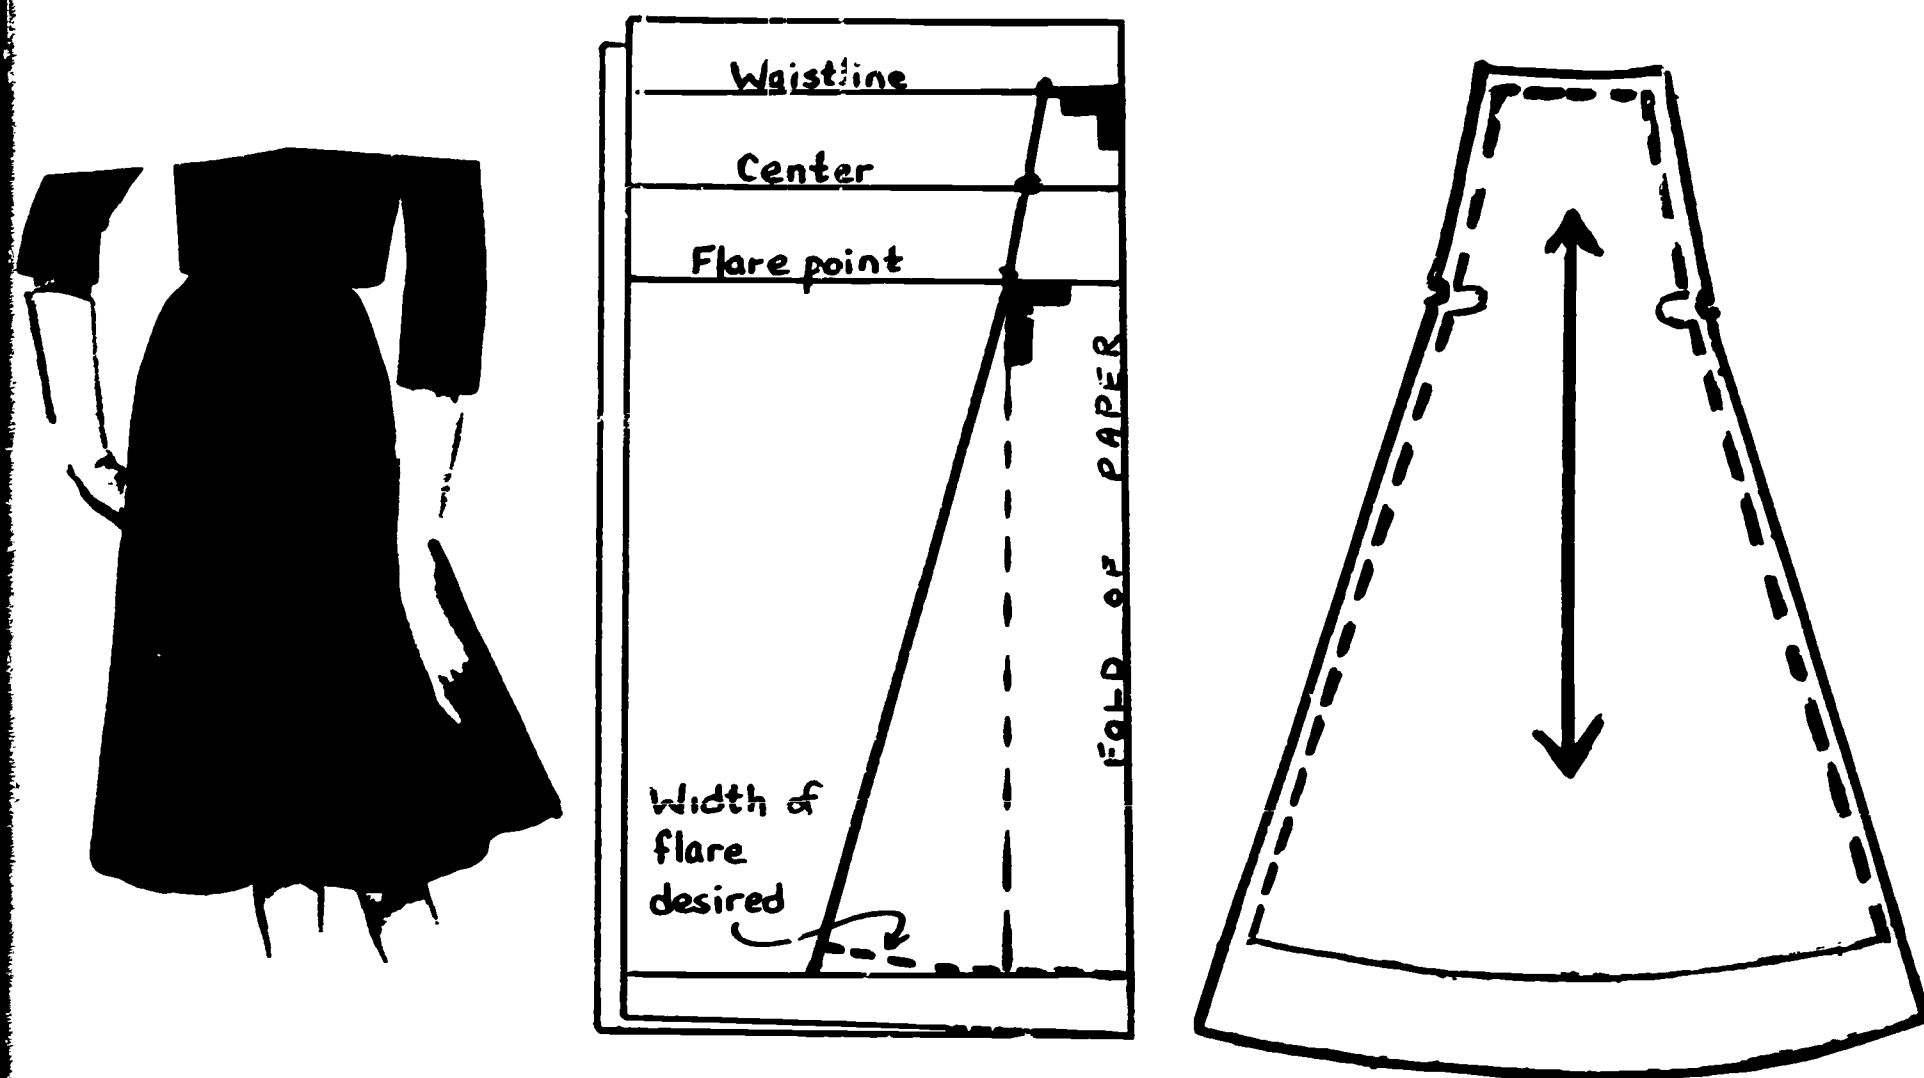 Waistline
Center
Flare point
FOLD OF PAPER
Width of
flare
desired